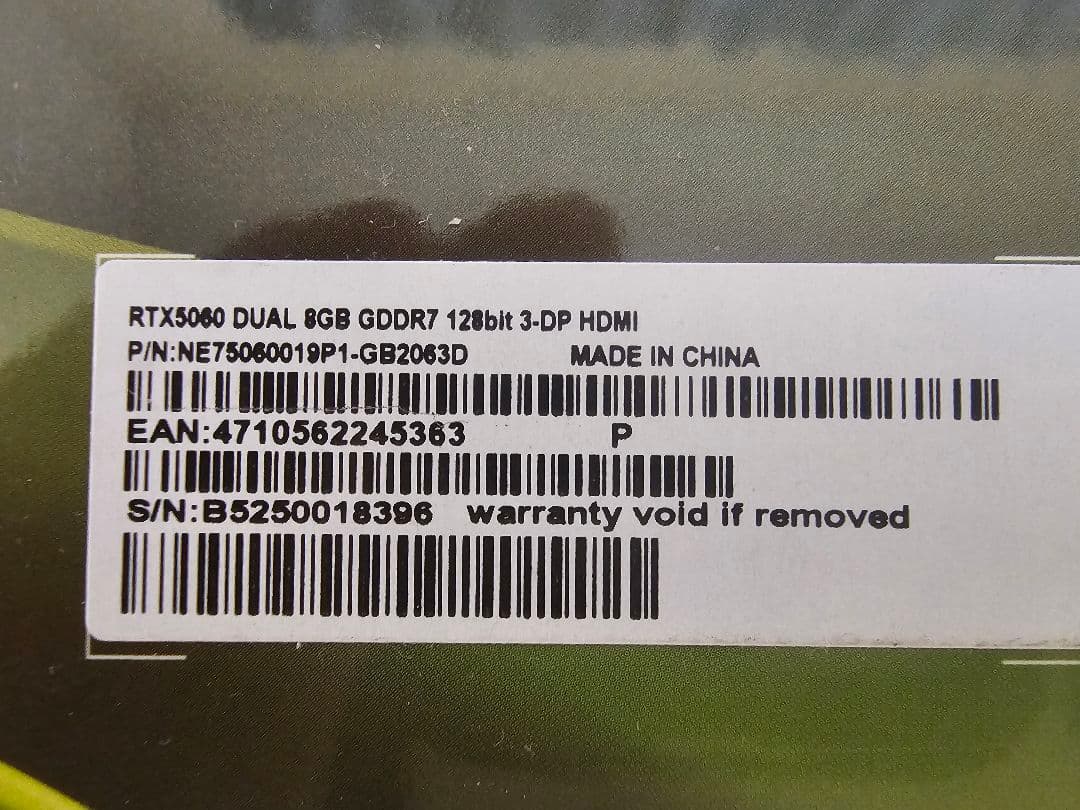 RTX5060 DUAL 8GB GDDR7 128bit 3-DP HDMI
P/N:NE75060019P1-GB2063D MADE IN CHINA
EAN:4710562245363 P
S/N:B5250018396 warranty void if removed